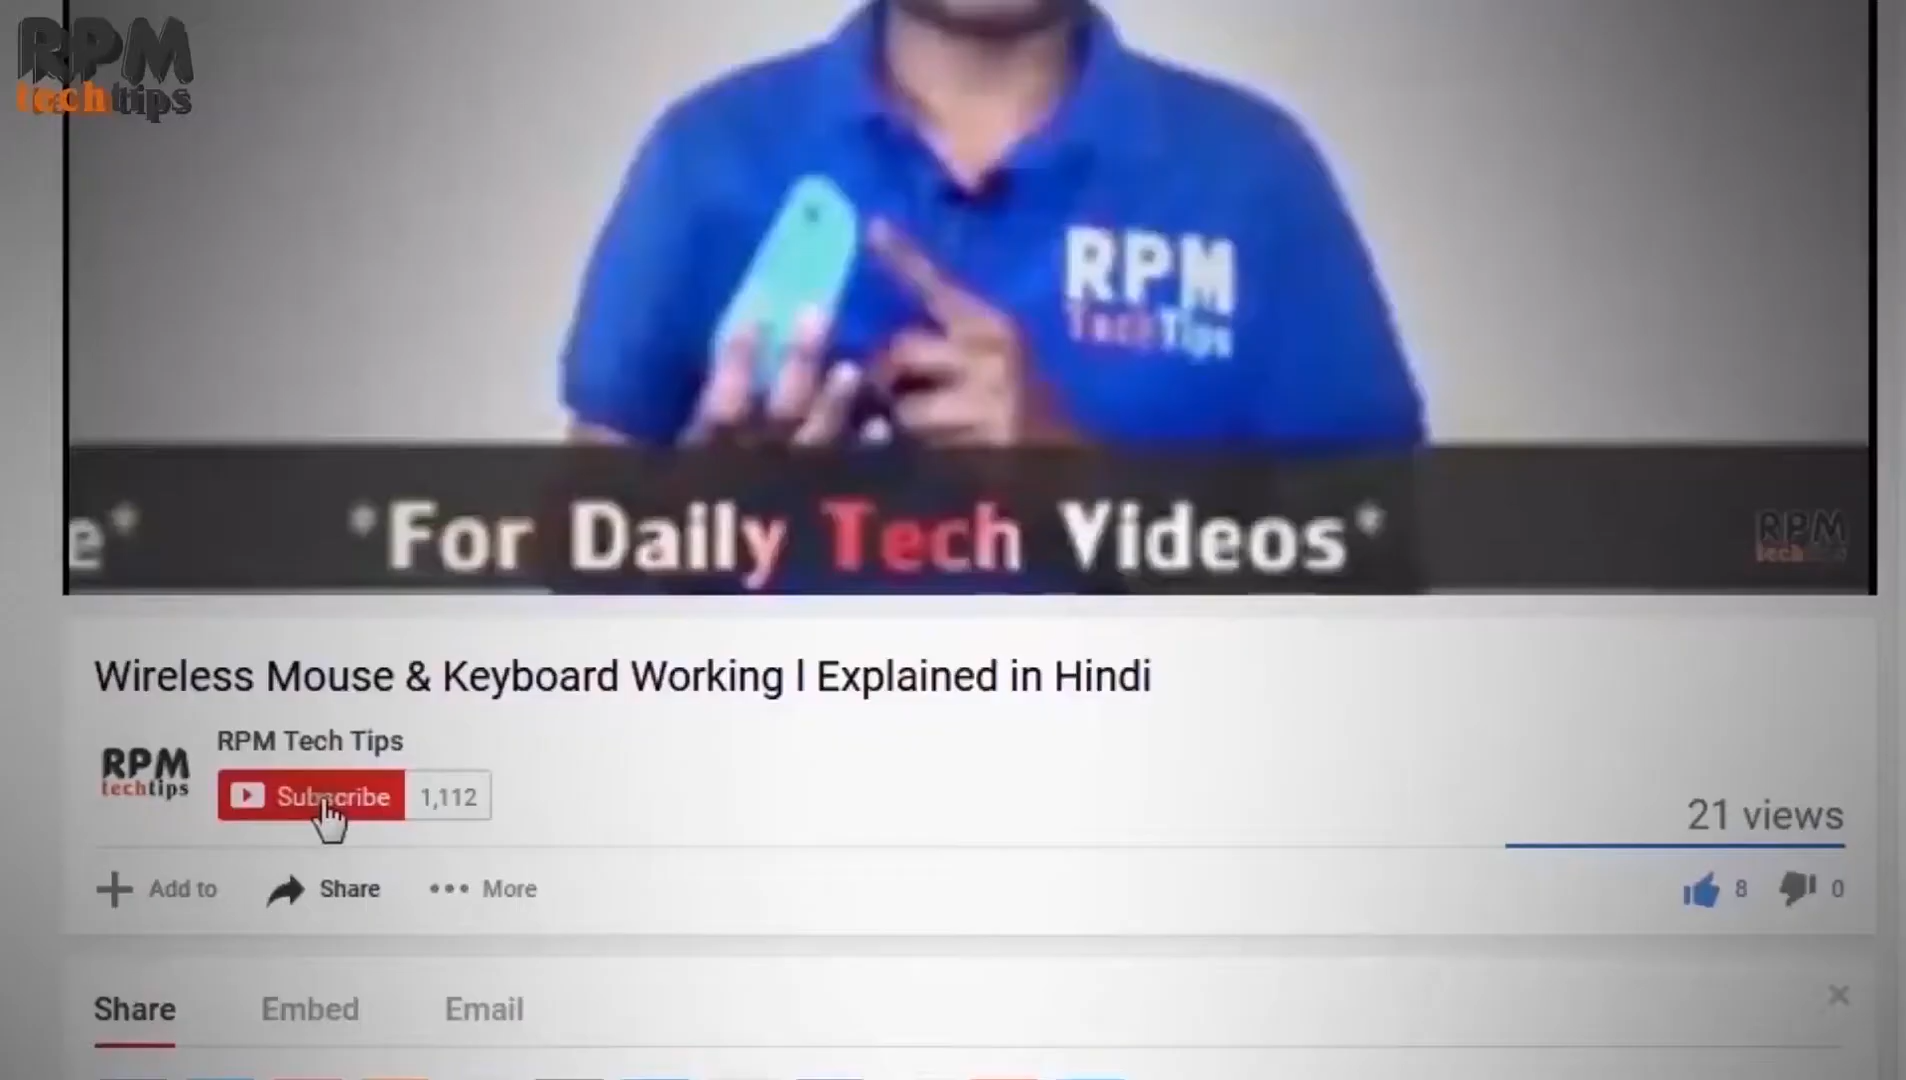 RPM
techtips
RPM
TechTips
*For Daily Tech Videos*
RPM
tech
Wireless Mouse & Keyboard Working l Explained in Hindi
RPM
techtips
RPM Tech Tips
Subscribe 1,112
21 views
Add to Share More
8 0
Share Embed Email